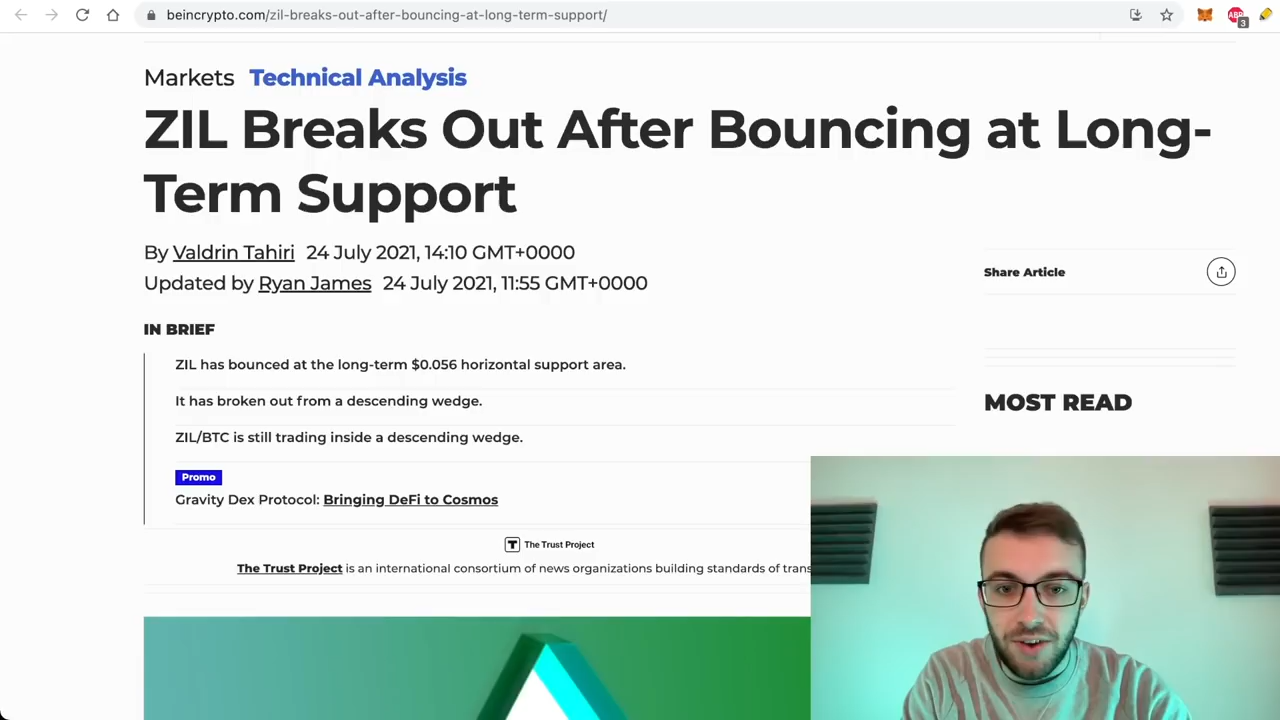 beincrypto.com/zil-breaks-out-after-bouncing-at-long-term-support/
ABP
3
Markets Technical Analysis
ZIL Breaks Out After Bouncing at Long-
Term Support
By Valdrin Tahiri 24 July 2021, 14:10 GMT+0000
Updated by Ryan James 24 July 2021, 11:55 GMT+0000
Share Article
IN BRIEF
ZIL has bounced at the long-term $0.056 horizontal support area.
It has broken out from a descending wedge.
ZIL/BTC is still trading inside a descending wedge.
MOST READ
Promo
Gravity Dex Protocol: Bringing DeFi to Cosmos
T The Trust Project
The Trust Project is an international consortium of news organizations building standards of trans